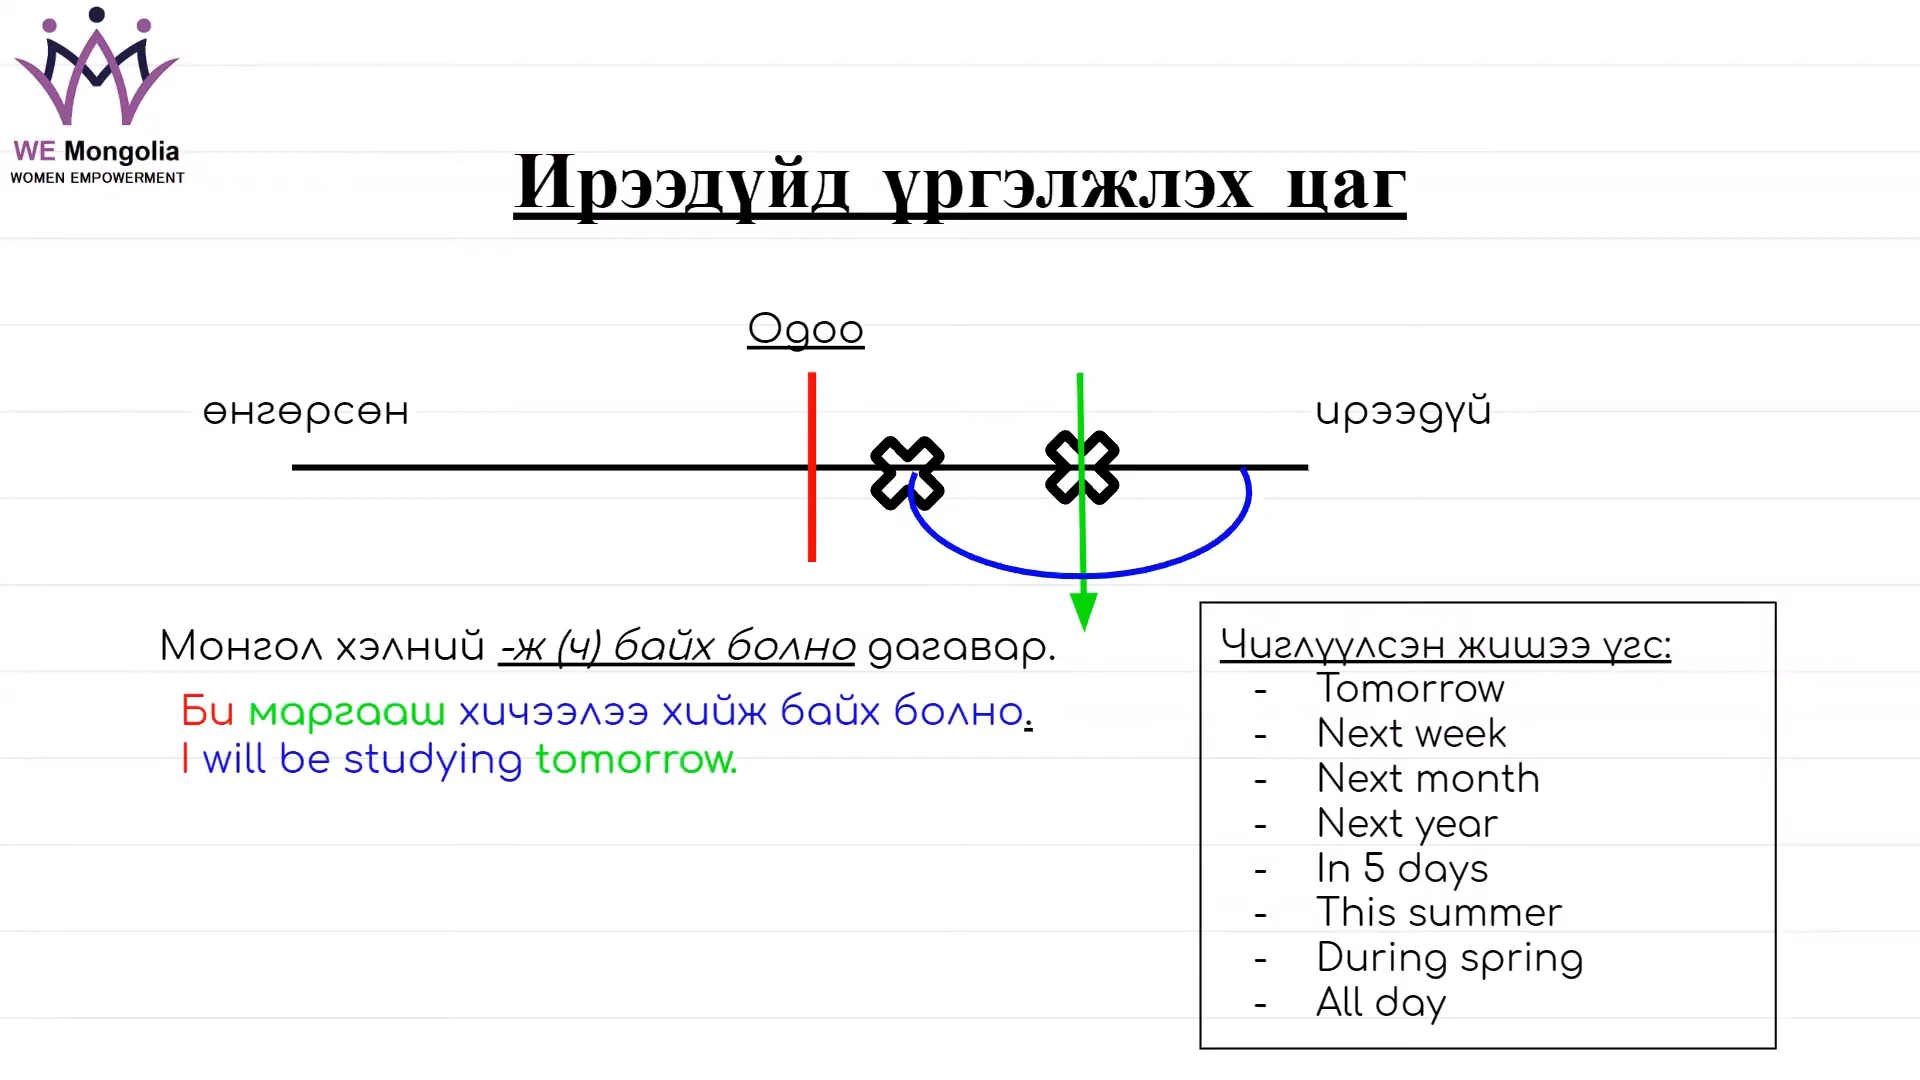 WE Mongolia
WOMEN EMPOWERMENT
Ирээдүйд үргэлжлэх цаг
Одоо
өнгөрсөн
ирээдүй
Монгол хэлний -ж (ч) байх болно дагавар.
Би маргааш хичээлээ хийж байх болно.
I will be studying tomorrow.
Чиглүүлсэн жишээ үгс:
- Tomorrow
- Next week
- Next month
- Next year
- In 5 days
- This summer
- During spring
- All day